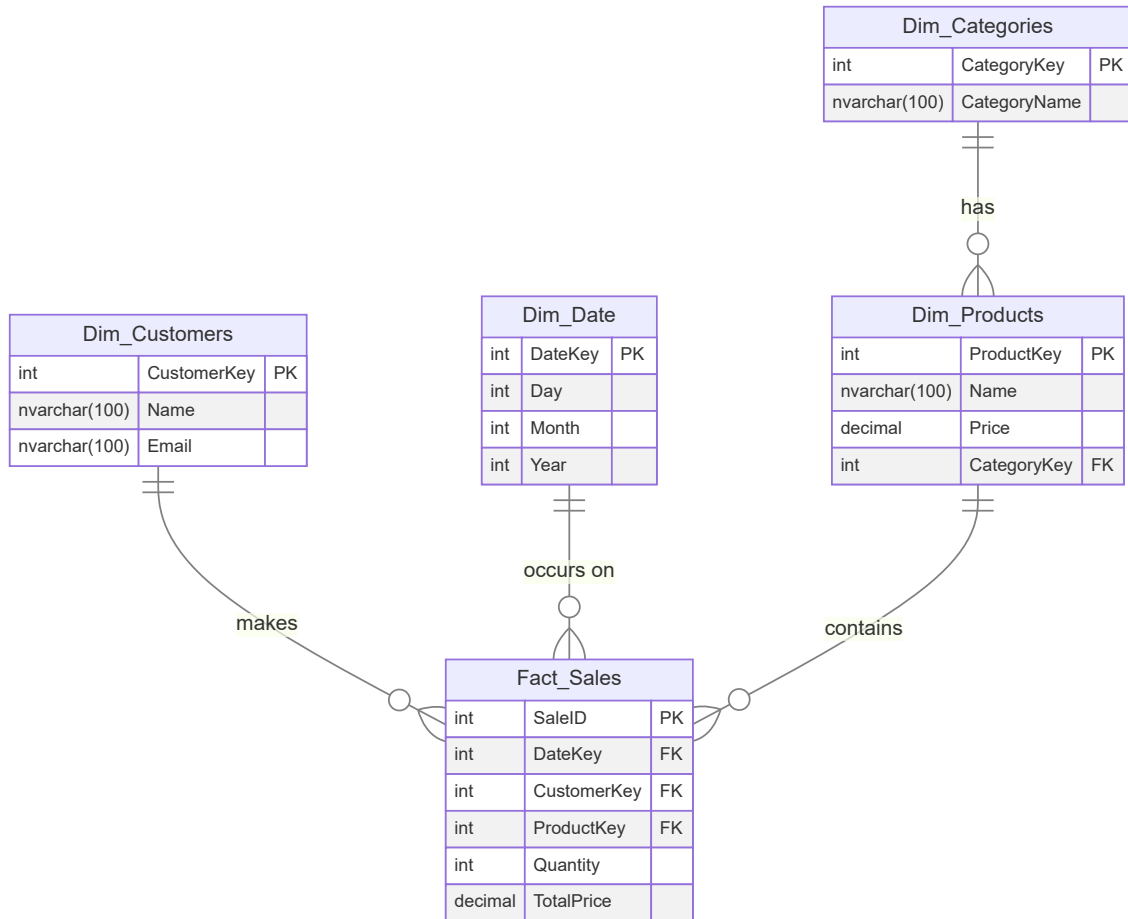 Dim_Categories
int CategoryKey PK
nvarchar(100) CategoryName
has
Dim_Customers
int CustomerKey PK
nvarchar(100) Name
nvarchar(100) Email
Dim_Date
int DateKey PK
int Day
int Month
int Year
Dim_Products
int ProductKey PK
nvarchar(100) Name
decimal Price
int CategoryKey FK
makes
occurs on
contains
Fact_Sales
int SaleID PK
int DateKey FK
int CustomerKey FK
int ProductKey FK
int Quantity
decimal TotalPrice